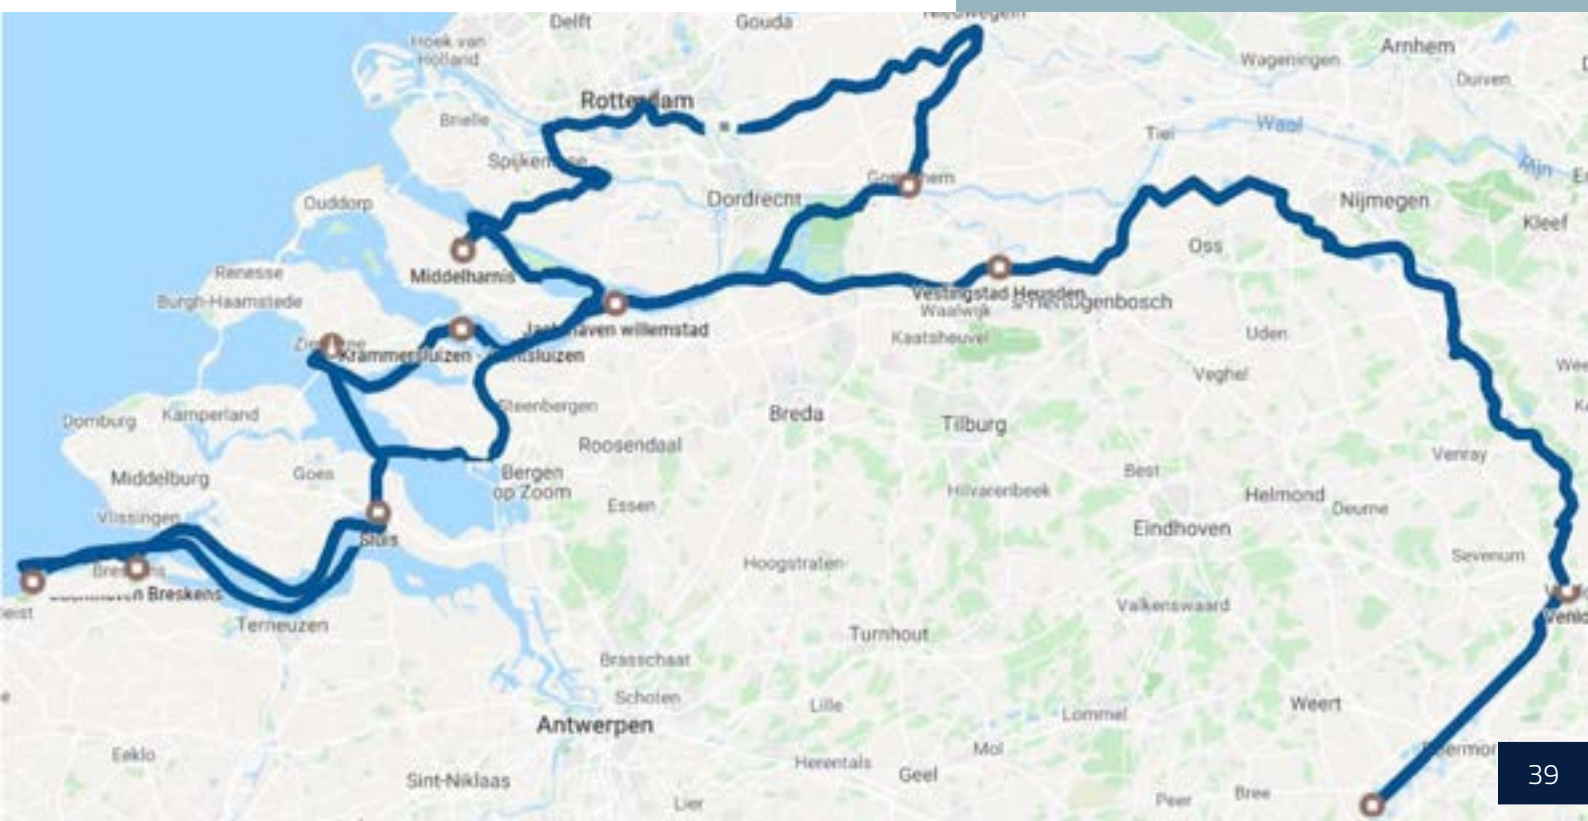 Delft
Gouda
Hoek van
Holland
Arnhem
Wageningen
Duiven
Rotterdam
Brielle
Tiel
Waal
Ouddorp
Dordrecht
Nijmegen
Kleef
Oss
Renesse
Middelharnis
Burgh-Haamstede
Vestingstad Heusden
Waalwijk
Kaatsheuvel
Uden
Veghel
Steenbergen
Breda
Tilburg
Domburg
Kamperland
Roosendaal
Venray
Middelburg
Goes
Bergen
op Zoom
Best
Hilvarenbeek
Helmond
Deurne
Essen
Vlissingen
Eindhoven
Sluis
Sevenum
Hoogstraten
Breskens
Valkenswaard
Terneuzen
Turnhout
Brasschaat
Schoten
Lille
Weert
Lommel
Antwerpen
Mol
Eeklo
Herentals
Geel
Sint-Niklaas
Peer
Bree
Lier
39